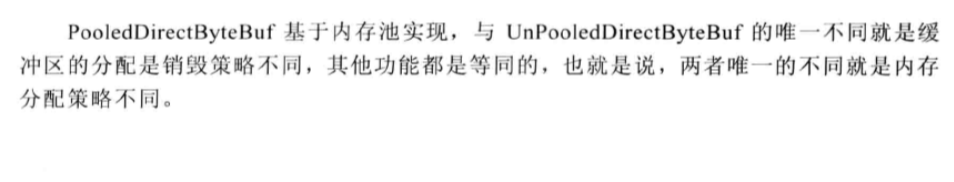 PooledDirectByteBuf 基于内存池实现，与 UnPooledDirectByteBuf 的唯一不同就是缓
冲区的分配是销毁策略不同，其他功能都是等同的，也就是说，两者唯一的不同就是内存
分配策略不同。